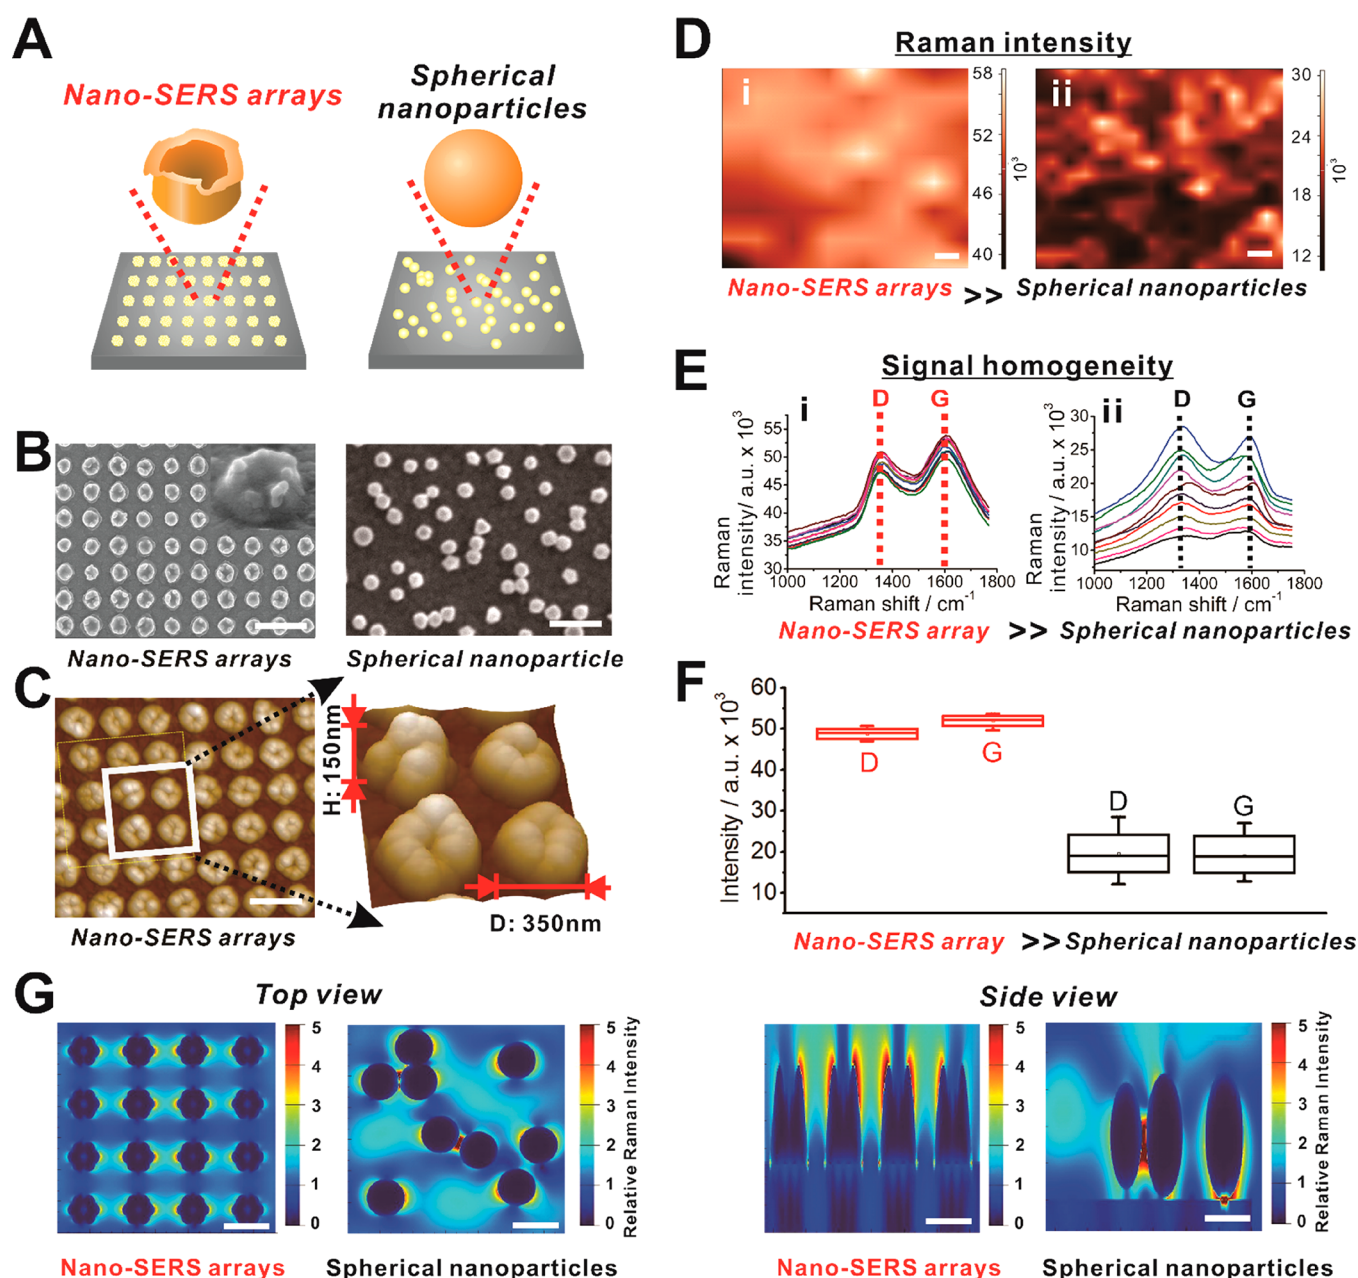 A
Nano-SERS arrays
Spherical
nanoparticles
B
Nano-SERS arrays
Spherical nanoparticle
C
H: 150nm
D: 350nm
Nano-SERS arrays
D
Raman intensity
i
58
52
46
40
10³
ii
30
24
18
12
10³
Nano-SERS arrays >> Spherical nanoparticles
E
Signal homogeneity
i
D
G
55
50
45
40
35
30
1000 1200 1400 1600 1800
Raman
intensity/ a.u. x 10³
Raman shift / cm⁻¹
ii
D
G
30
25
20
15
10
1000 1200 1400 1600 1800
Raman
intensity/ a.u. x 10³
Raman shift / cm⁻¹
Nano-SERS array >> Spherical nanoparticles
F
Intensity / a.u. x 10³
60
50
40
30
20
10
D
G
D
G
Nano-SERS array >> Spherical nanoparticles
G
Top view
5
4
3
2
1
0
5
4
3
2
1
0
Relative Raman Intensity
Nano-SERS arrays
Spherical nanoparticles
Side view
5
4
3
2
1
0
5
4
3
2
1
0
Relative Raman Intensity
Nano-SERS arrays
Spherical nanoparticles